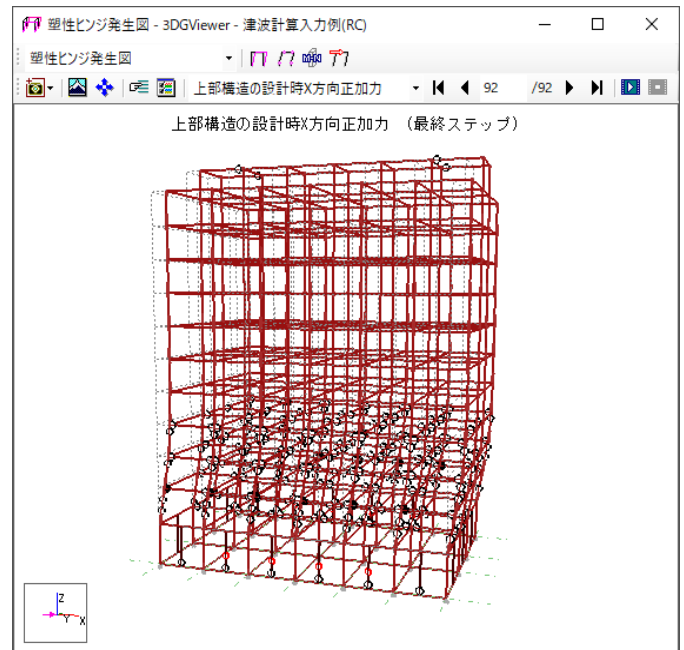 塑性ヒンジ発生図 - 3DGViewer - 津波計算入力例(RC)
塑性ヒンジ発生図
上部構造の設計時X方向正加力 92 /92
上部構造の設計時X方向正加力 (最終ステップ)
Z
Y X